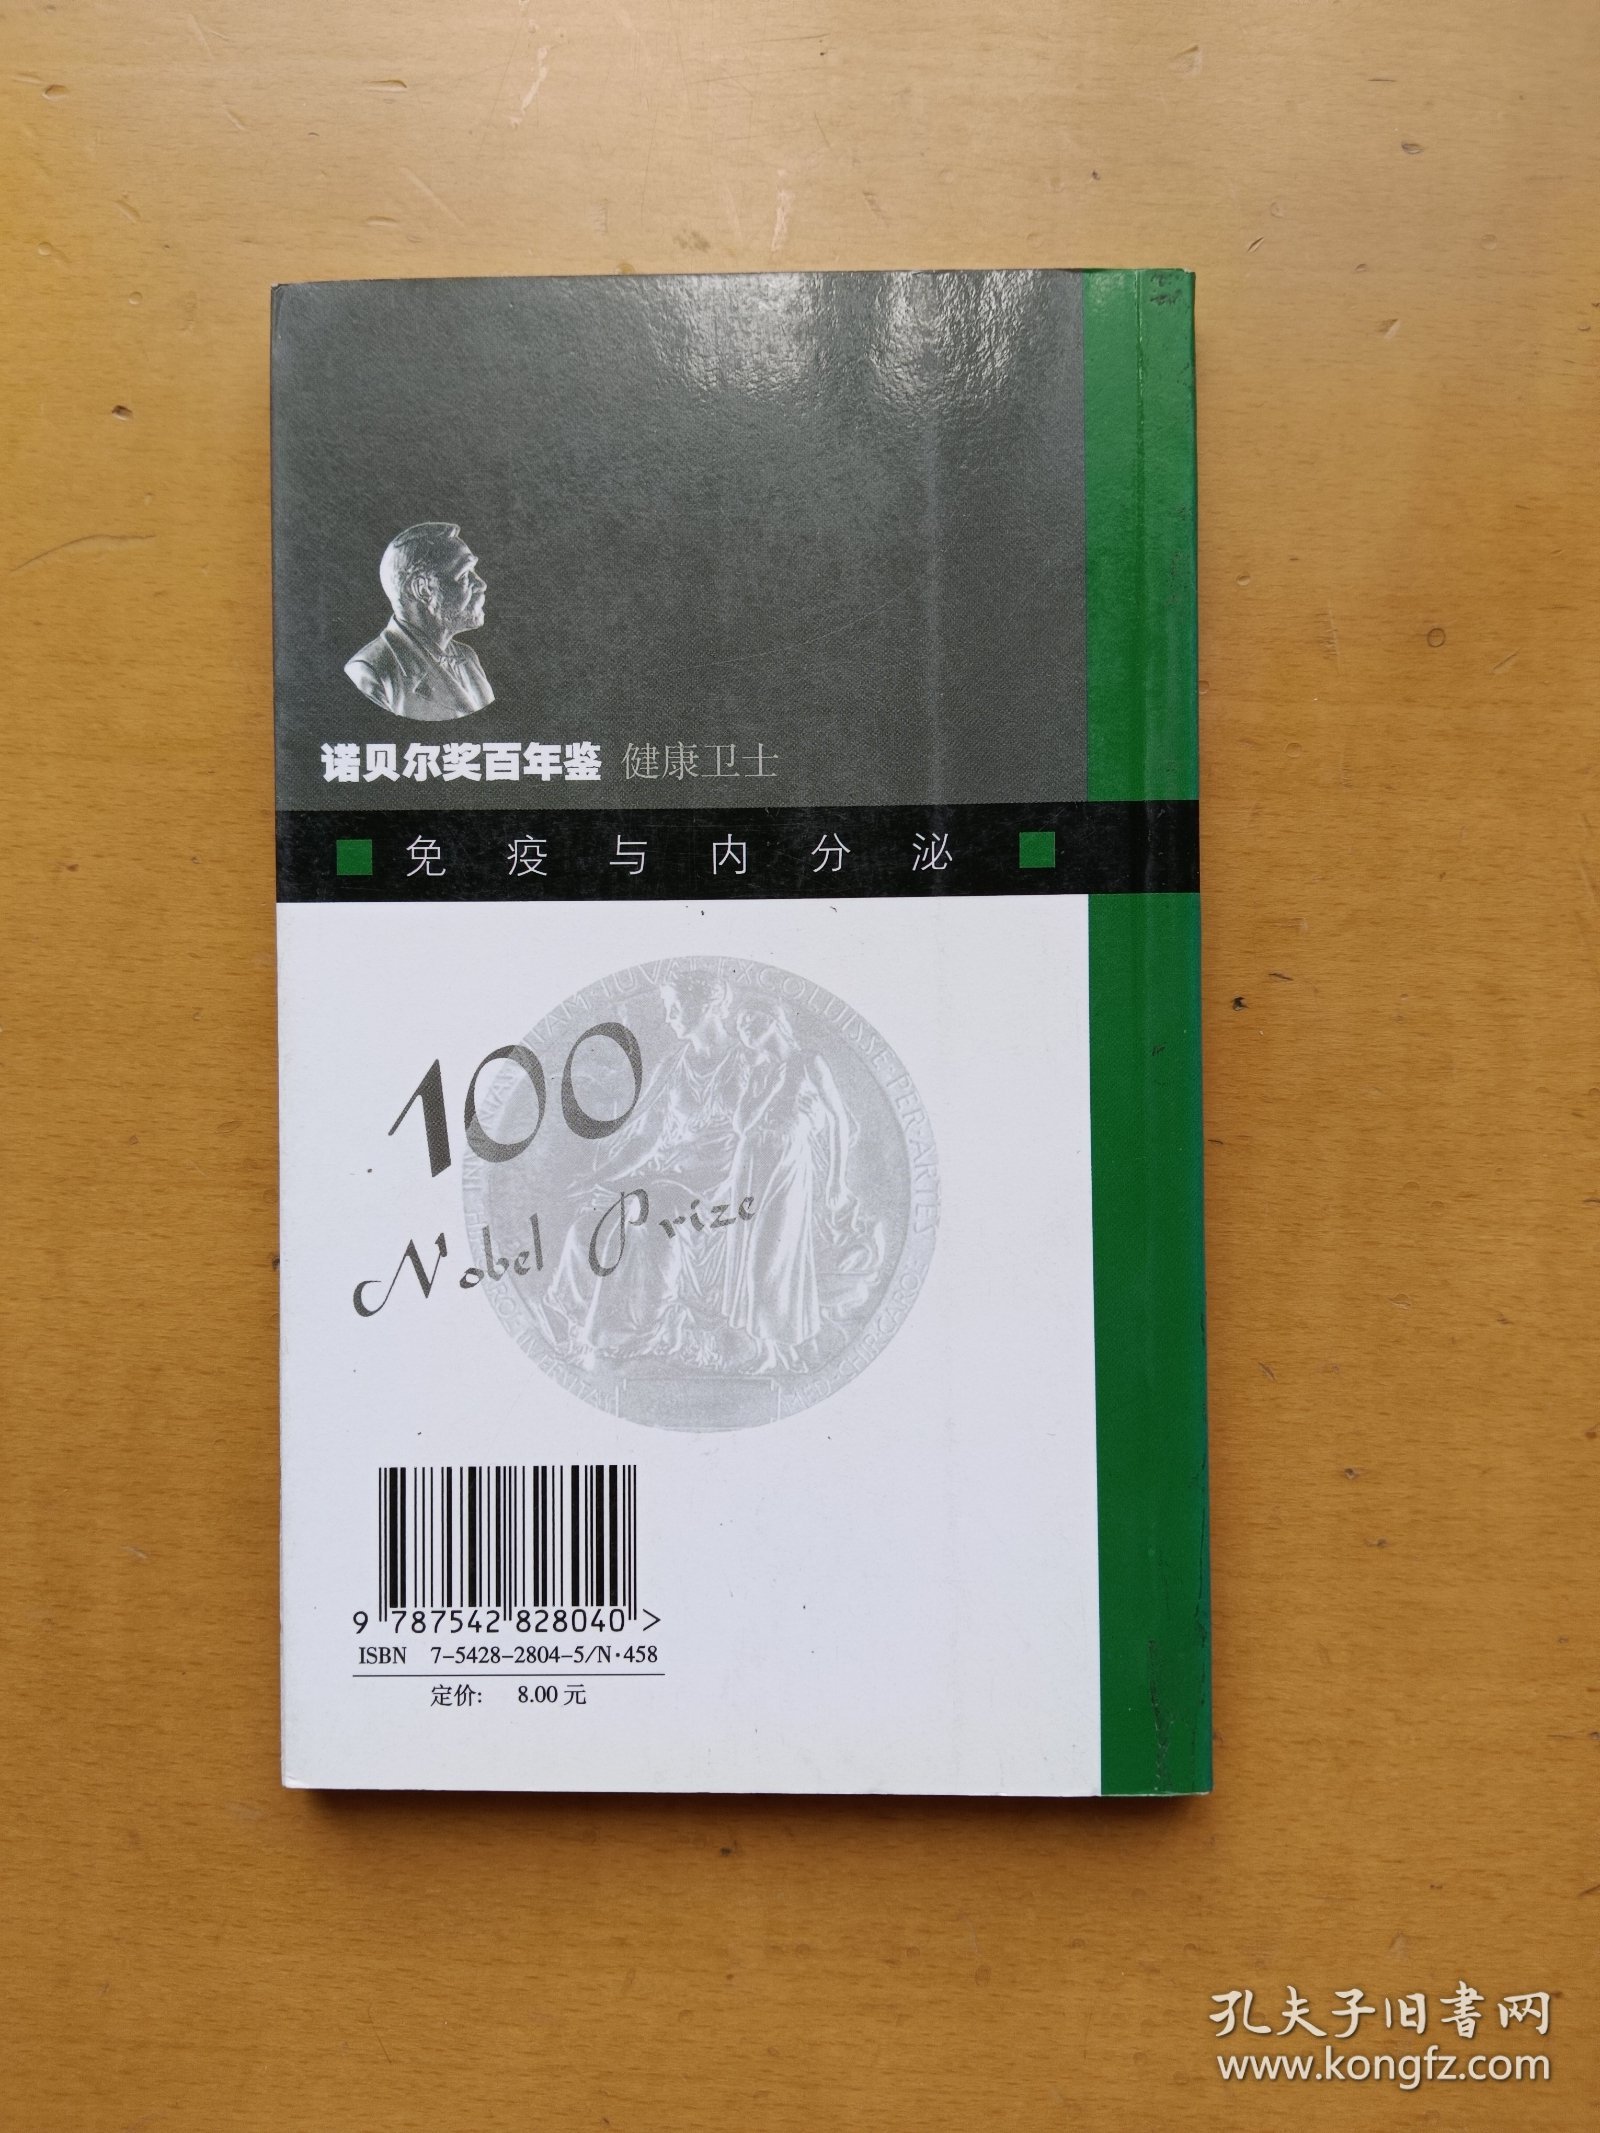 诺贝尔奖百年鉴 健康卫士
免疫与内分泌
100
Nobel Prize
9 787542 828040 >
ISBN 7-5428-2804-5/N·458
定价: 8.00 元
孔夫子旧书网
www.kongfz.com